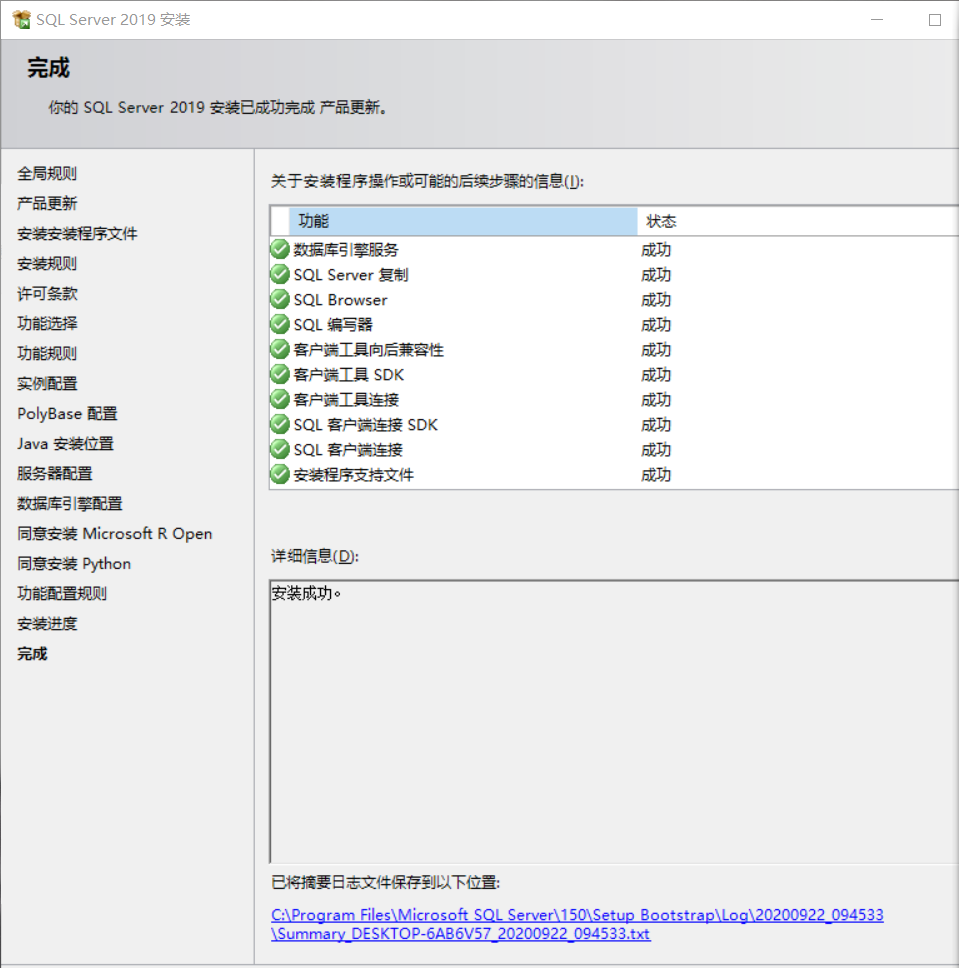 SQL Server 2019 安装
完成
你的 SQL Server 2019 安装已成功完成 产品更新。
全局规则
产品更新
安装安装程序文件
安装规则
许可条款
功能选择
功能规则
实例配置
PolyBase 配置
Java 安装位置
服务器配置
数据库引擎配置
同意安装 Microsoft R Open
同意安装 Python
功能配置规则
安装进度
完成
关于安装程序操作或可能的后续步骤的信息(I):
功能 状态
数据库引擎服务 成功
SQL Server 复制 成功
SQL Browser 成功
SQL 编写器 成功
客户端工具向后兼容性 成功
客户端工具 SDK 成功
客户端工具连接 成功
SQL 客户端连接 SDK 成功
SQL 客户端连接 成功
安装程序支持文件 成功
详细信息(D):
安装成功。
已将摘要日志文件保存到以下位置:
C:\Program Files\Microsoft SQL Server\150\Setup Bootstrap\Log\20200922_094533
\Summary_DESKTOP-6AB6V57_20200922_094533.txt